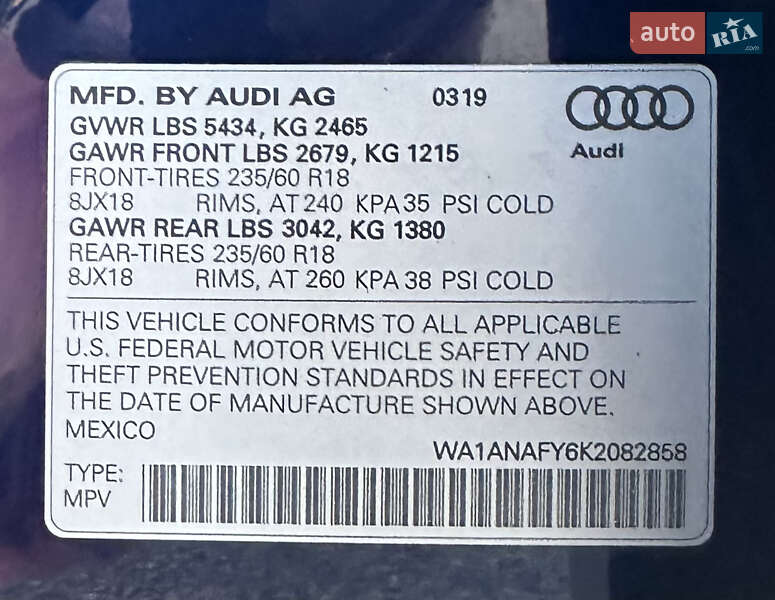 auto RIA.com
MFD. BY AUDI AG 0319
GVWR LBS 5434, KG 2465
GAWR FRONT LBS 2679, KG 1215
Audi
FRONT-TIRES 235/60 R18
8JX18 RIMS, AT 240 KPA 35 PSI COLD
GAWR REAR LBS 3042, KG 1380
REAR-TIRES 235/60 R18
8JX18 RIMS, AT 260 KPA 38 PSI COLD
THIS VEHICLE CONFORMS TO ALL APPLICABLE
U.S. FEDERAL MOTOR VEHICLE SAFETY AND
THEFT PREVENTION STANDARDS IN EFFECT ON
THE DATE OF MANUFACTURE SHOWN ABOVE.
MEXICO
WA1ANAFY6K2082858
TYPE:
MPV